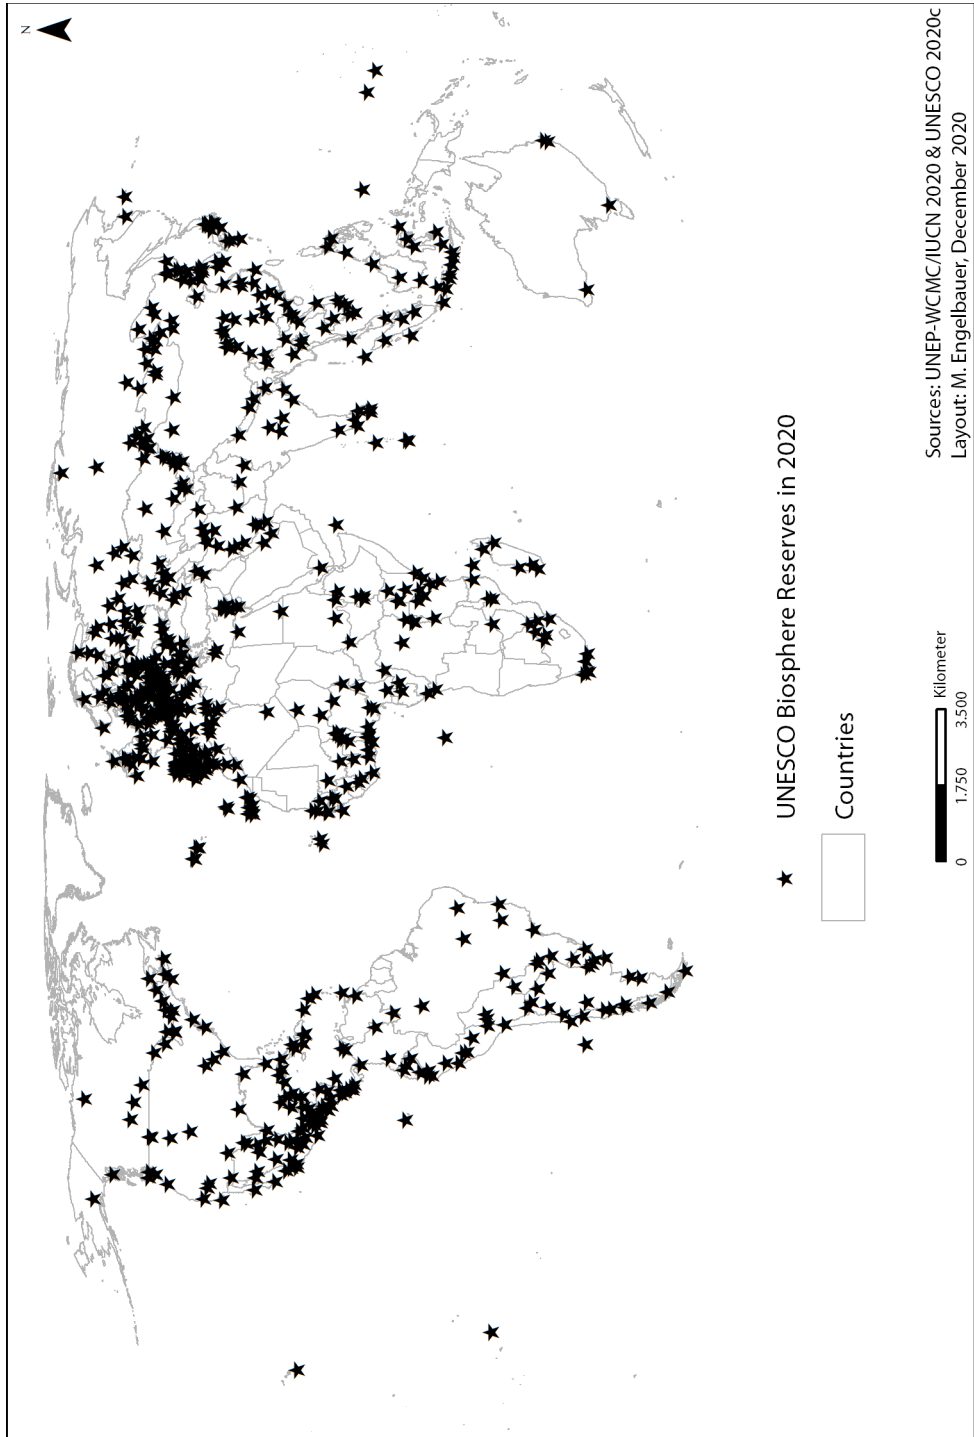 N
UNESCO Biosphere Reserves in 2020
Countries
0 1.750 3.500
Kilometer
Sources: UNEP-WCMC/IUCN 2020 & UNESCO 2020c
Layout: M. Engelbauer, December 2020